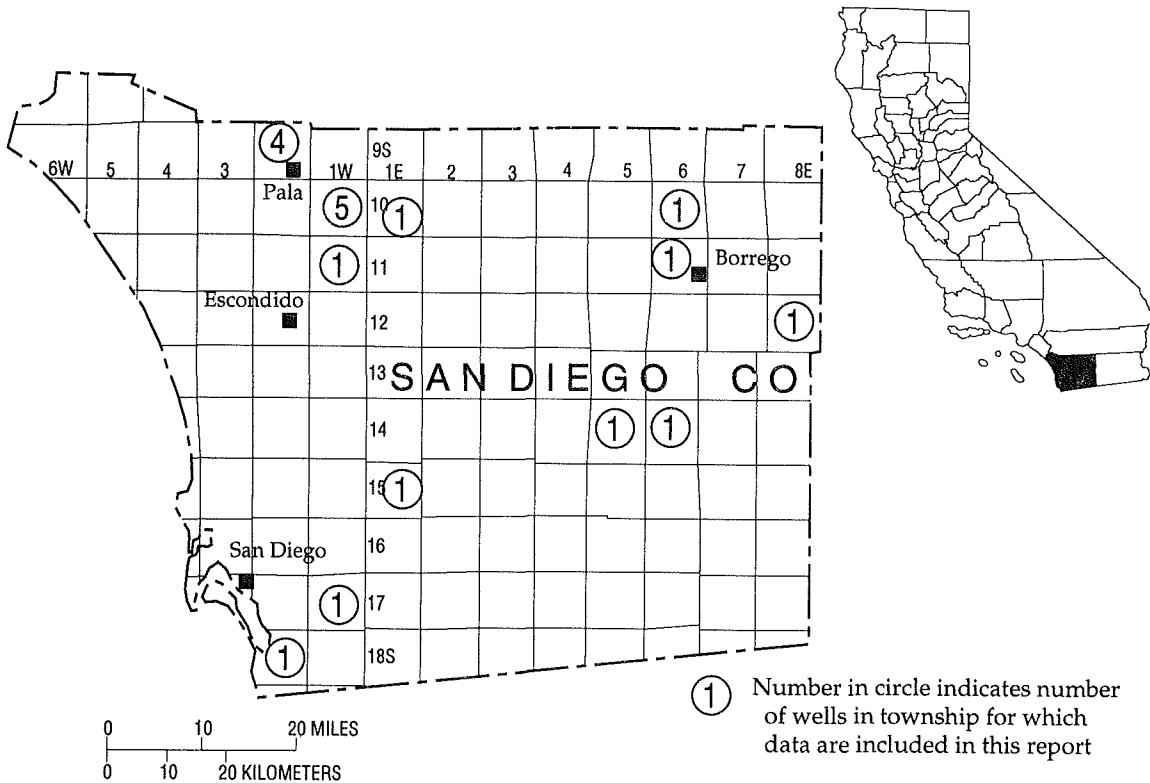 4
9S
6W 5 4 3 1W 1E 2 3 4 5 6 7 8E
Pala
5 10 1 1
1 11 1 Borrego
Escondido
12 1
13 SAN DIEGO CO
14 1 1
15 1
San Diego 16
1 17
1 18S
1 Number in circle indicates number
of wells in township for which
data are included in this report
0 10 20 MILES
0 10 20 KILOMETERS